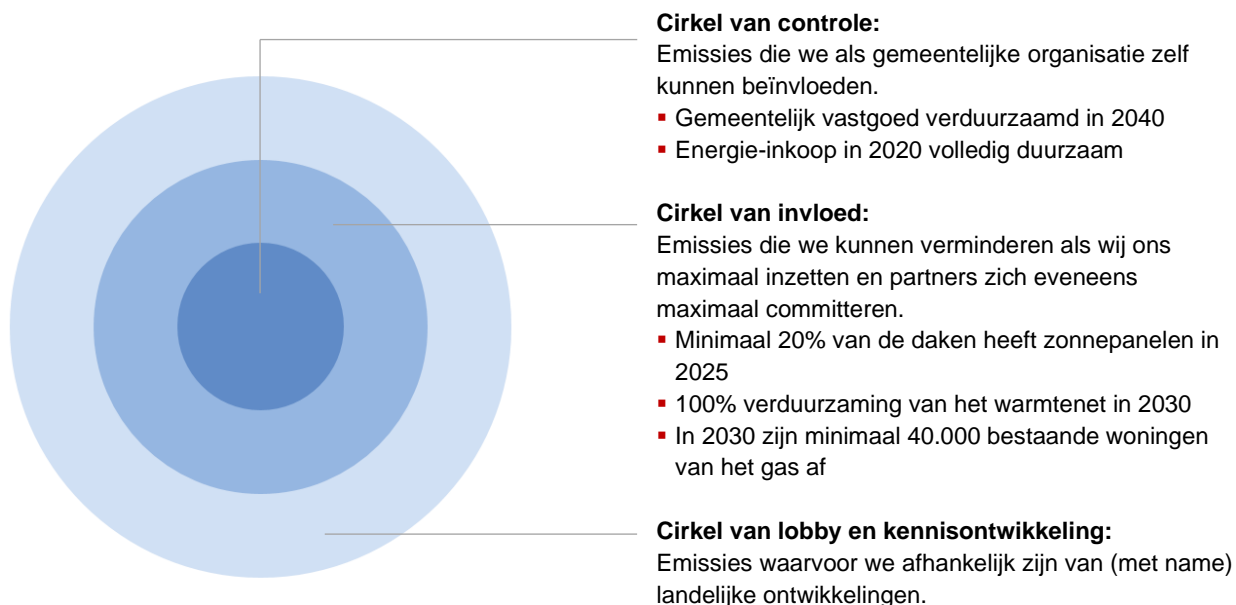 Cirkel van controle:
Emissies die we als gemeentelijke organisatie zelf
kunnen beïnvloeden.
▪ Gemeentelijk vastgoed verduurzaamd in 2040
▪ Energie-inkoop in 2020 volledig duurzaam
Cirkel van invloed:
Emissies die we kunnen verminderen als wij ons
maximaal inzetten en partners zich eveneens
maximaal committeren.
▪ Minimaal 20% van de daken heeft zonnepanelen in
2025
▪ 100% verduurzaming van het warmtenet in 2030
▪ In 2030 zijn minimaal 40.000 bestaande woningen
van het gas af
Cirkel van lobby en kennisontwikkeling:
Emissies waarvoor we afhankelijk zijn van (met name)
landelijke ontwikkelingen.